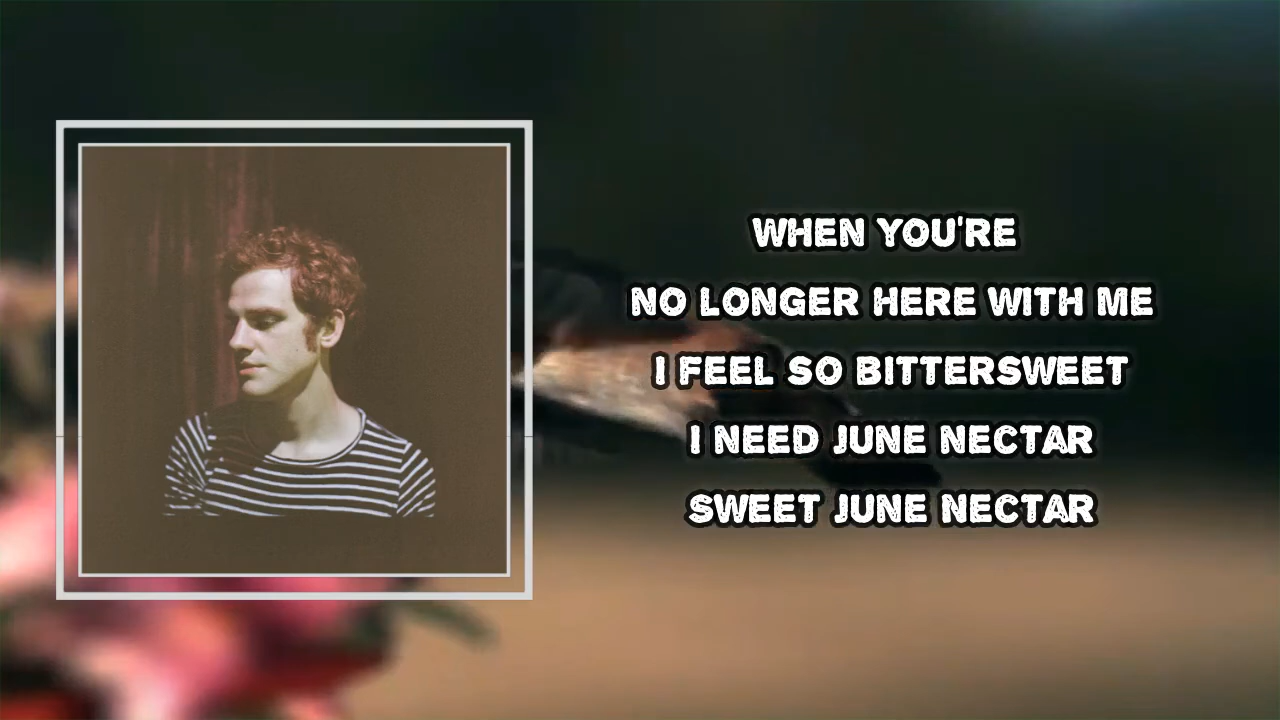 WHEN YOU'RE
NO LONGER HERE WITH ME
I FEEL SO BITTERSWEET
I NEED JUNE NECTAR
SWEET JUNE NECTAR